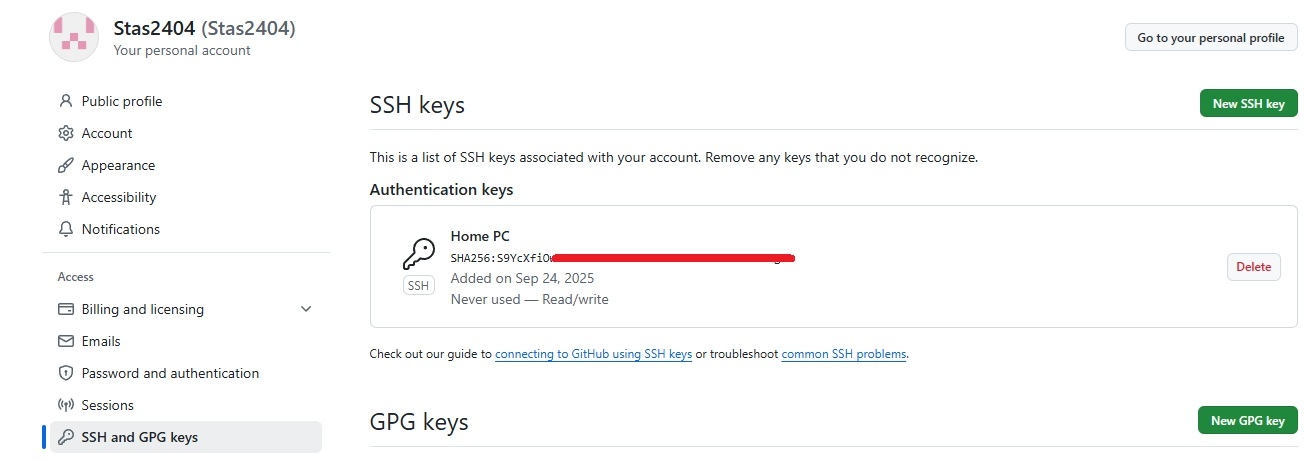 Stas2404 (Stas2404)
Your personal account
Go to your personal profile
Public profile
Account
Appearance
Accessibility
Notifications
Access
Billing and licensing
Emails
Password and authentication
Sessions
SSH and GPG keys
SSH keys
New SSH key
This is a list of SSH keys associated with your account. Remove any keys that you do not recognize.
Authentication keys
Home PC
SHA256:S9YcXfiO
SSH
Added on Sep 24, 2025
Never used — Read/write
Delete
Check out our guide to connecting to GitHub using SSH keys or troubleshoot common SSH problems.
GPG keys
New GPG key